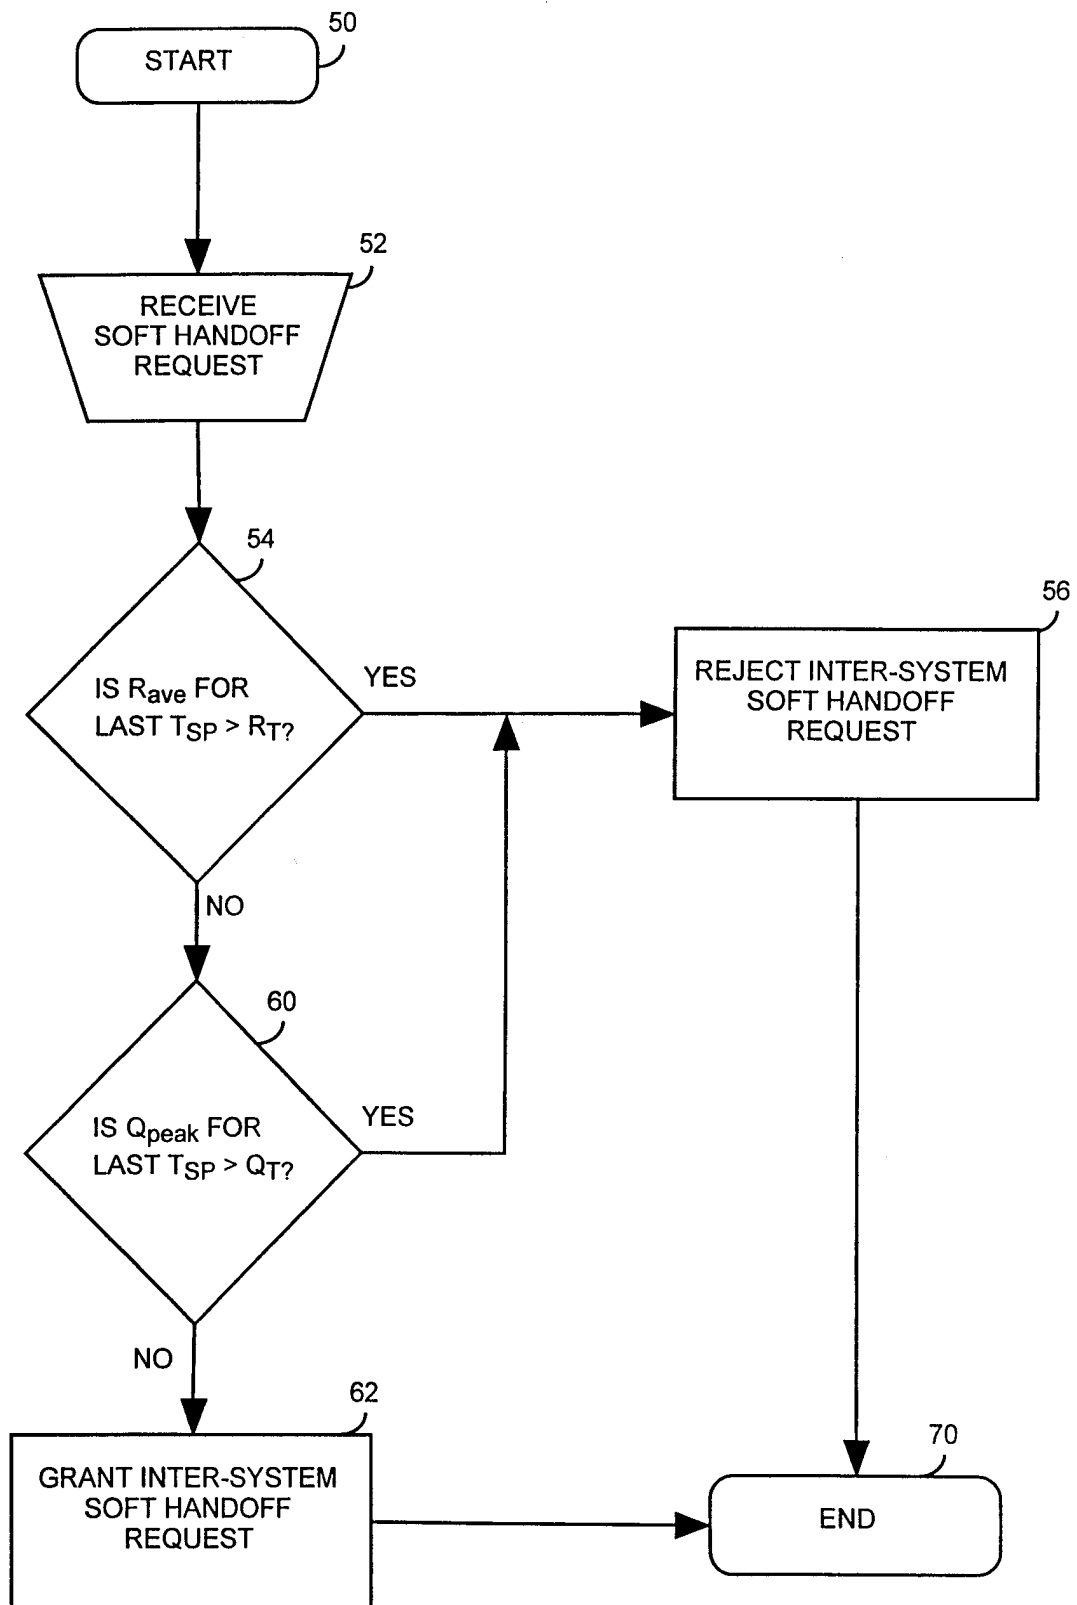 50
START
52
RECEIVE
SOFT HANDOFF
REQUEST
54
IS Rave FOR
LAST TSP > RT?
YES
56
REJECT INTER-SYSTEM
SOFT HANDOFF
REQUEST
NO
60
IS Qpeak FOR
LAST TSP > QT?
YES
NO
62
GRANT INTER-SYSTEM
SOFT HANDOFF
REQUEST
70
END